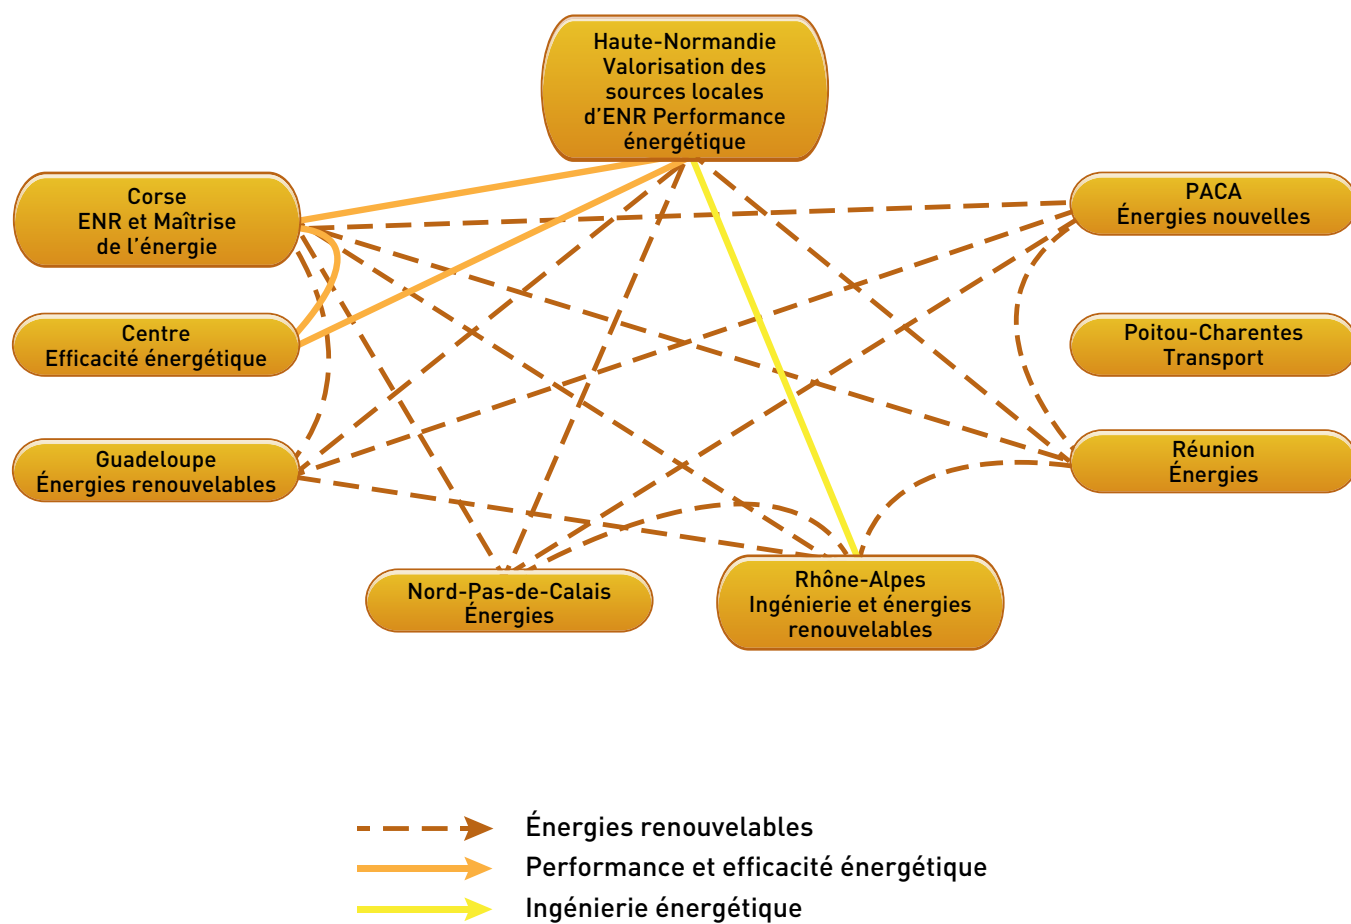 Haute-Normandie
Valorisation des
sources locales
d'ENR Performance
énergétique
Corse
ENR et Maîtrise
de l'énergie
PACA
Énergies nouvelles
Centre
Efficacité énergétique
Poitou-Charentes
Transport
Guadeloupe
Énergies renouvelables
Réunion
Énergies
Nord-Pas-de-Calais
Énergies
Rhône-Alpes
Ingénierie et énergies
renouvelables
Énergies renouvelables
Performance et efficacité énergétique
Ingénierie énergétique